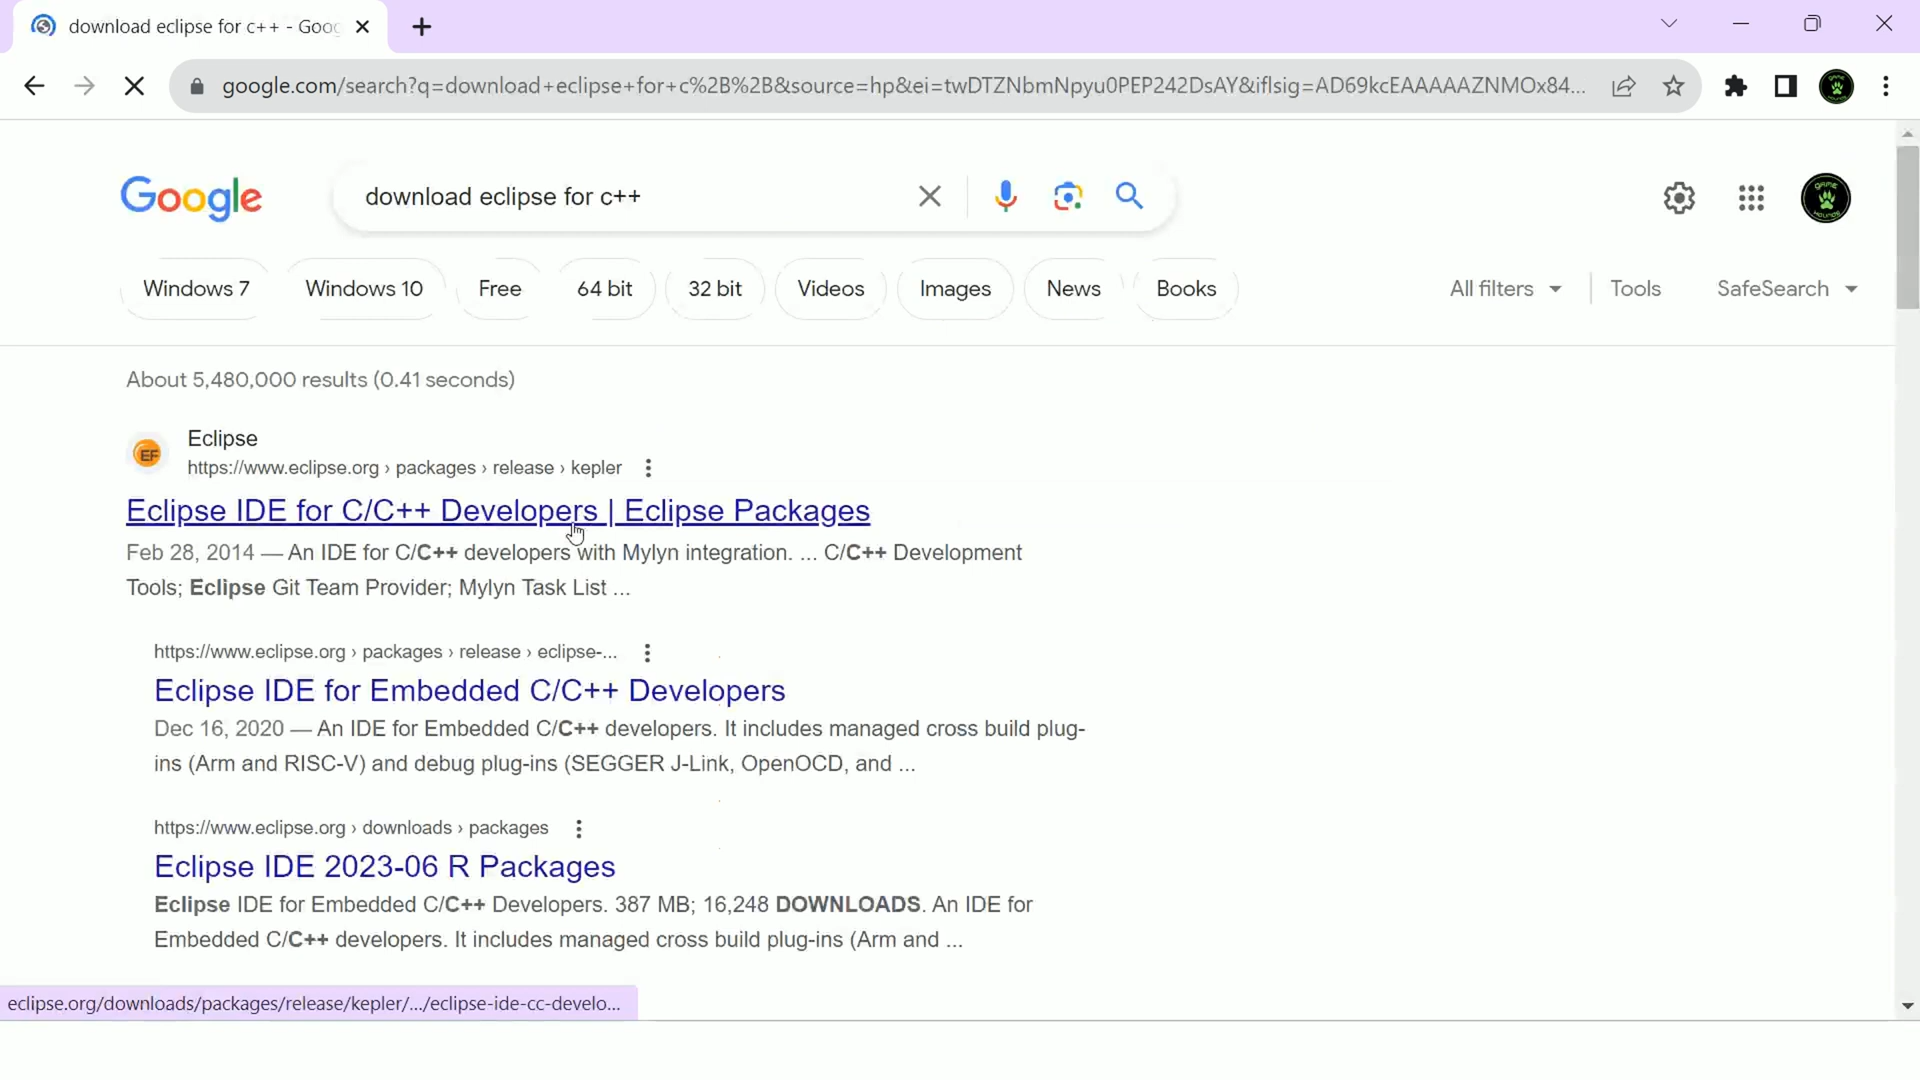 download eclipse for c++ - Goo
google.com/search?q=download+eclipse+for+c%2B%2B&source=hp&ei=twDTZNbmNpyu0PEP242DsAY&iflsig=AD69kcEAAAAAZNMOx84...
Google
download eclipse for c++
Windows 7
Windows 10
Free
64 bit
32 bit
Videos
Images
News
Books
All filters
Tools
SafeSearch
About 5,480,000 results (0.41 seconds)
EF
Eclipse
https://www.eclipse.org › packages › release › kepler
Eclipse IDE for C/C++ Developers | Eclipse Packages
Feb 28, 2014 — An IDE for C/C++ developers with Mylyn integration. ... C/C++ Development
Tools; Eclipse Git Team Provider; Mylyn Task List ...
https://www.eclipse.org › packages › release › eclipse-...
Eclipse IDE for Embedded C/C++ Developers
Dec 16, 2020 — An IDE for Embedded C/C++ developers. It includes managed cross build plug-
ins (Arm and RISC-V) and debug plug-ins (SEGGER J-Link, OpenOCD, and ...
https://www.eclipse.org › downloads › packages
Eclipse IDE 2023-06 R Packages
Eclipse IDE for Embedded C/C++ Developers. 387 MB; 16,248 DOWNLOADS. An IDE for
Embedded C/C++ developers. It includes managed cross build plug-ins (Arm and ...
eclipse.org/downloads/packages/release/kepler/.../eclipse-ide-cc-develo...